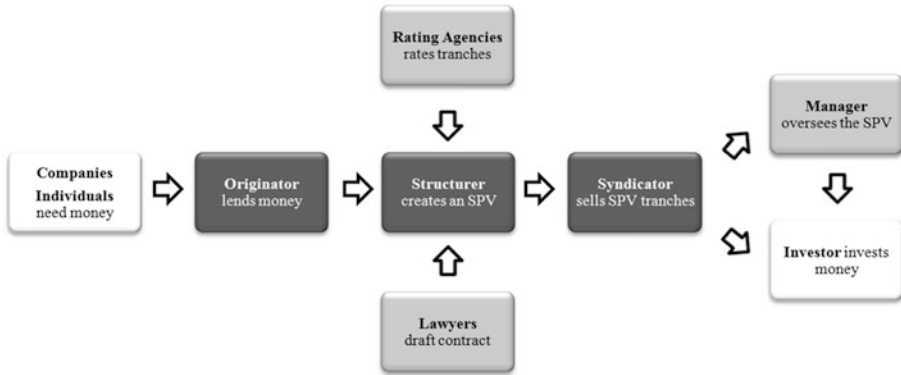 Rating Agencies
rates tranches
Manager
oversees the SPV
Companies
Individuals
need money
Originator
lends money
Structurer
creates an SPV
Syndicator
sells SPV tranches
Investor invests
money
Lawyers
draft contract